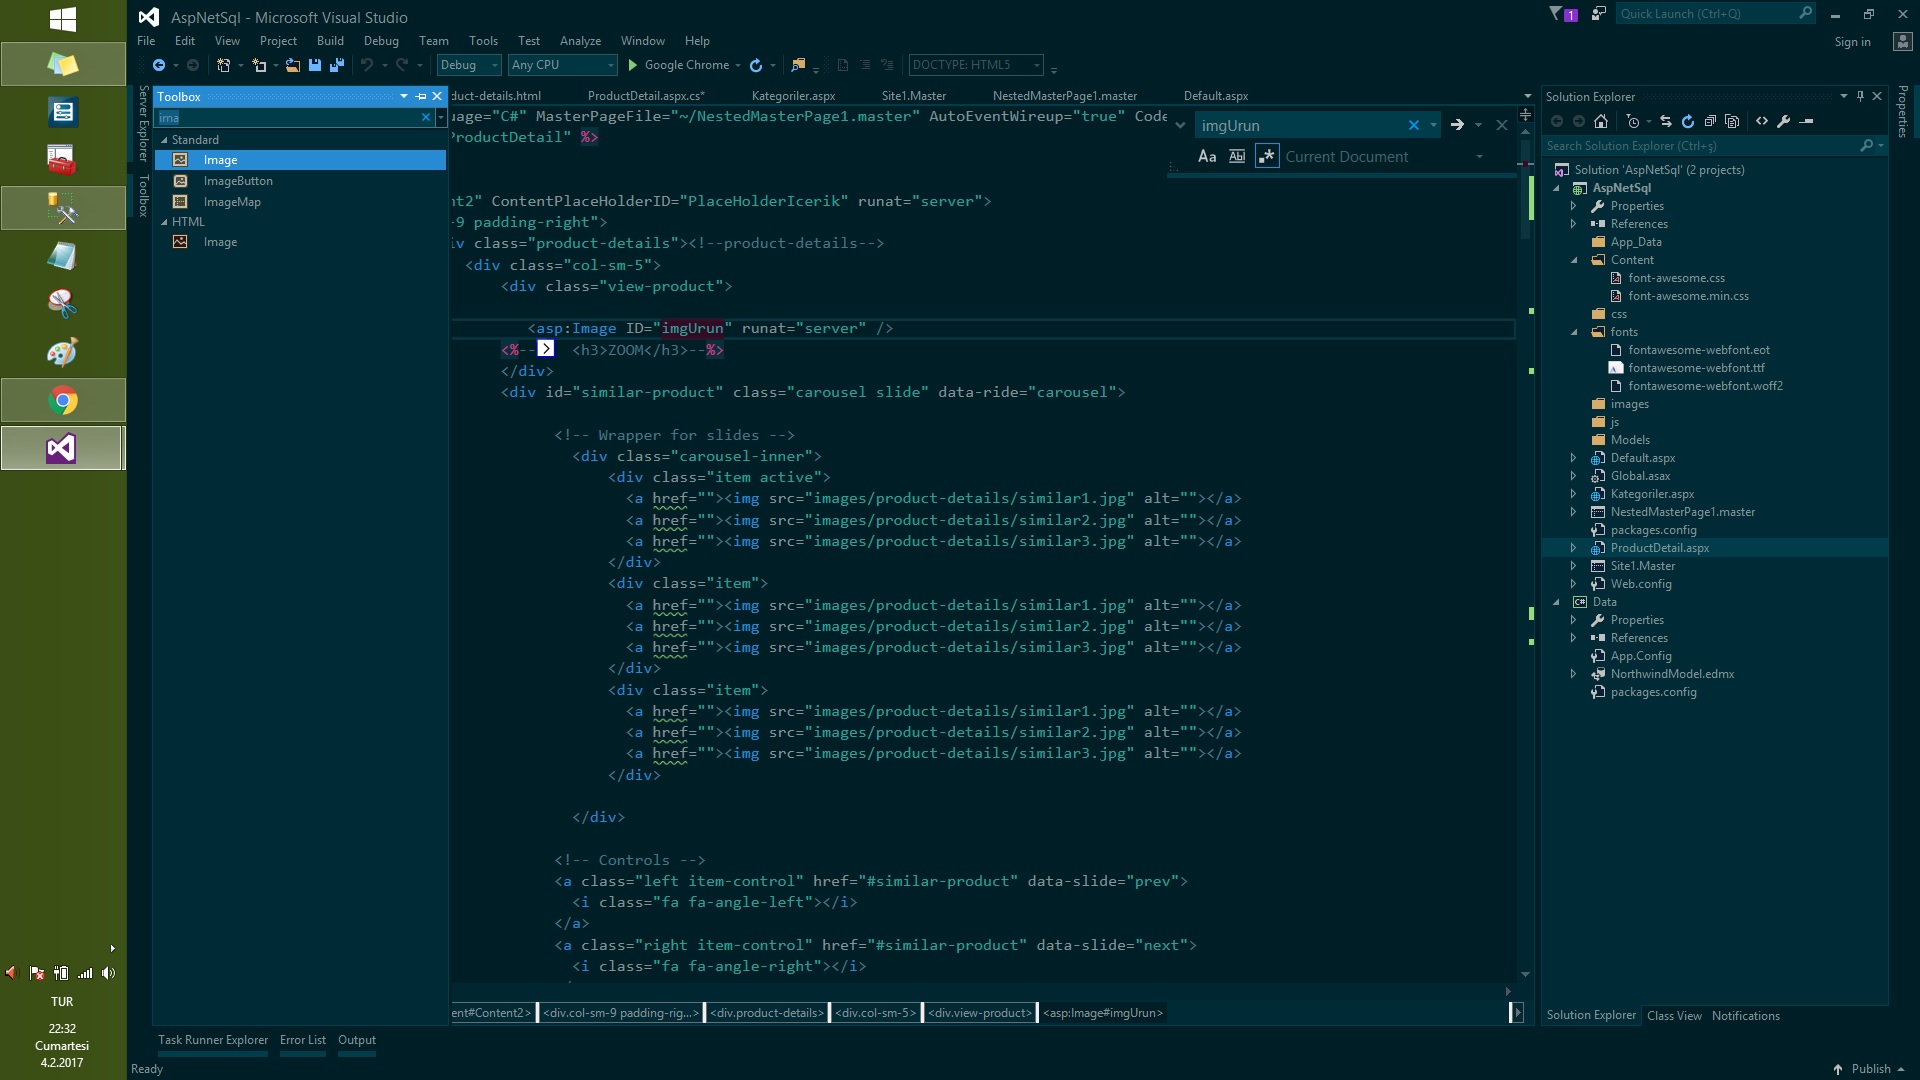 AspNetSql - Microsoft Visual Studio
1
Quick Launch (Ctrl+Q)
File Edit View Project Build Debug Team Tools Test Analyze Window Help
Sign in
Debug Any CPU Google Chrome DOCTYPE: HTML5
Server Explorer
Toolbox
Toolbox
ima
Standard
Image
ImageButton
ImageMap
HTML
Image
duct-details.html ProductDetail.aspx.cs* Kategoriler.aspx Site1.Master NestedMasterPage1.master Default.aspx
imgUrun
Aa Ab| .* Current Document
uage="C#" MasterPageFile="~/NestedMasterPage1.master" AutoEventWireup="true" Code
ProductDetail" %>
nt2" ContentPlaceHolderID="PlaceHolderIcerik" runat="server">
-9 padding-right">
iv class="product-details"><!--product-details-->
<div class="col-sm-5">
<div class="view-product">
<asp:Image ID="imgUrun" runat="server" />
<%-- <h3>ZOOM</h3>--%>
</div>
<div id="similar-product" class="carousel slide" data-ride="carousel">
<!-- Wrapper for slides -->
<div class="carousel-inner">
<div class="item active">
<a href=""><img src="images/product-details/similar1.jpg" alt=""></a>
<a href=""><img src="images/product-details/similar2.jpg" alt=""></a>
<a href=""><img src="images/product-details/similar3.jpg" alt=""></a>
</div>
<div class="item">
<a href=""><img src="images/product-details/similar1.jpg" alt=""></a>
<a href=""><img src="images/product-details/similar2.jpg" alt=""></a>
<a href=""><img src="images/product-details/similar3.jpg" alt=""></a>
</div>
<div class="item">
<a href=""><img src="images/product-details/similar1.jpg" alt=""></a>
<a href=""><img src="images/product-details/similar2.jpg" alt=""></a>
<a href=""><img src="images/product-details/similar3.jpg" alt=""></a>
</div>
</div>
<!-- Controls -->
<a class="left item-control" href="#similar-product" data-slide="prev">
<i class="fa fa-angle-left"></i>
</a>
<a class="right item-control" href="#similar-product" data-slide="next">
<i class="fa fa-angle-right"></i>
ent#Content2> <div.col-sm-9 padding-rig...> <div.product-details> <div.col-sm-5> <div.view-product> <asp:Image#imgUrun>
Solution Explorer
Search Solution Explorer (Ctrl+ş)
Solution 'AspNetSql' (2 projects)
AspNetSql
Properties
References
App_Data
Content
font-awesome.css
font-awesome.min.css
css
fonts
fontawesome-webfont.eot
fontawesome-webfont.ttf
fontawesome-webfont.woff2
images
js
Models
Default.aspx
Global.asax
Kategoriler.aspx
NestedMasterPage1.master
packages.config
ProductDetail.aspx
Site1.Master
Web.config
Data
Properties
References
App.Config
NorthwindModel.edmx
packages.config
Solution Explorer Class View Notifications
Properties
Task Runner Explorer Error List Output
Ready
Publish
TUR
22:32
Cumartesi
4.2.2017